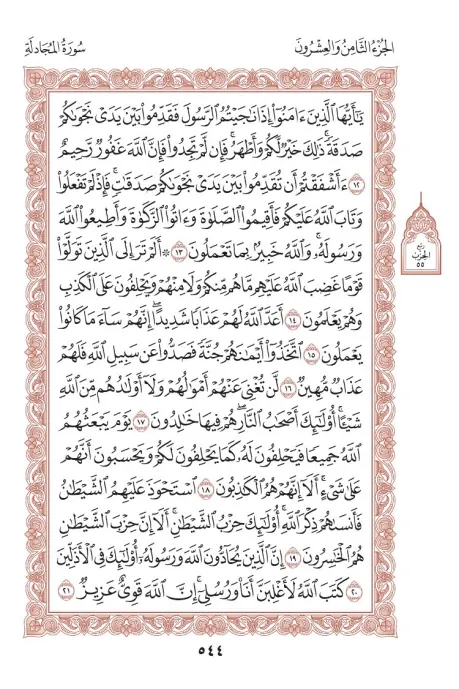 الجُزْءُ الثَّامِنُ وَالعِشْرُونَ
سُورَةُ المُجَادلَةِ
يَٰٓأَيُّهَا ٱلَّذِينَ ءَامَنُوٓاْ إِذَا نَٰجَيْتُمُ ٱلرَّسُولَ فَقَدِّمُواْ بَيْنَ يَدَىْ نَجْوَىٰكُمْ
صَدَقَةًۚ ذَٰلِكَ خَيْرٌ لَّكُمْ وَأَطْهَرُۚ فَإِن لَّمْ تَجِدُواْ فَإِنَّ ٱللَّهَ غَفُورٌ رَّحِيمٌ
١٢ ءَأَشْفَقْتُمْ أَن تُقَدِّمُواْ بَيْنَ يَدَىْ نَجْوَىٰكُمْ صَدَقَٰتٍۚ فَإِذْ لَمْ تَفْعَلُواْ
وَتَابَ ٱللَّهُ عَلَيْكُمْ فَأَقِيمُواْ ٱلصَّلَوٰةَ وَءَاتُواْ ٱلزَّكَوٰةَ وَأَطِيعُواْ ٱللَّهَ
وَرَسُولَهُۥۚ وَٱللَّهُ خَبِيرُۢ بِمَا تَعْمَلُونَ ١٣ ۞ أَلَمْ تَرَ إِلَى ٱلَّذِينَ تَوَلَّوْاْ
قَوْمًا غَضِبَ ٱللَّهُ عَلَيْهِم مَّا هُم مِّنكُمْ وَلَا مِنْهُمْ وَيَحْلِفُونَ عَلَى ٱلْكَذِبِ
وَهُمْ يَعْلَمُونَ ١٤ أَعَدَّ ٱللَّهُ لَهُمْ عَذَابًا شَدِيدًاۖ إِنَّهُمْ سَآءَ مَا كَانُواْ
يَعْمَلُونَ ١٥ ٱتَّخَذُوٓاْ أَيْمَٰنَهُمْ جُنَّةً فَصَدُّواْ عَن سَبِيلِ ٱللَّهِ فَلَهُمْ
عَذَابٌ مُّهِينٌ ١٦ لَّن تُغْنِىَ عَنْهُمْ أَمْوَٰلُهُمْ وَلَآ أَوْلَٰدُهُم مِّنَ ٱللَّهِ
شَيْـًٔاۚ أُوْلَٰٓئِكَ أَصْحَٰبُ ٱلنَّارِۖ هُمْ فِيهَا خَٰلِدُونَ ١٧ يَوْمَ يَبْعَثُهُمُ
ٱللَّهُ جَمِيعًا فَيَحْلِفُونَ لَهُۥ كَمَا يَحْلِفُونَ لَكُمْ وَيَحْسَبُونَ أَنَّهُمْ
عَلَىٰ شَىْءٍۚ أَلَآ إِنَّهُمْ هُمُ ٱلْكَٰذِبُونَ ١٨ ٱسْتَحْوَذَ عَلَيْهِمُ ٱلشَّيْطَٰنُ
فَأَنسَىٰهُمْ ذِكْرَ ٱللَّهِۚ أُوْلَٰٓئِكَ حِزْبُ ٱلشَّيْطَٰنِۚ أَلَآ إِنَّ حِزْبَ ٱلشَّيْطَٰنِ
هُمُ ٱلْخَٰسِرُونَ ١٩ إِنَّ ٱلَّذِينَ يُحَآدُّونَ ٱللَّهَ وَرَسُولَهُۥٓ أُوْلَٰٓئِكَ فِى ٱلْأَذَلِّينَ
٢٠ كَتَبَ ٱللَّهُ لَأَغْلِبَنَّ أَنَا۠ وَرُسُلِىٓۚ إِنَّ ٱللَّهَ قَوِىٌّ عَزِيزٌ ٢١
رُبع
الحِزْب
٥٥
٥٤٤